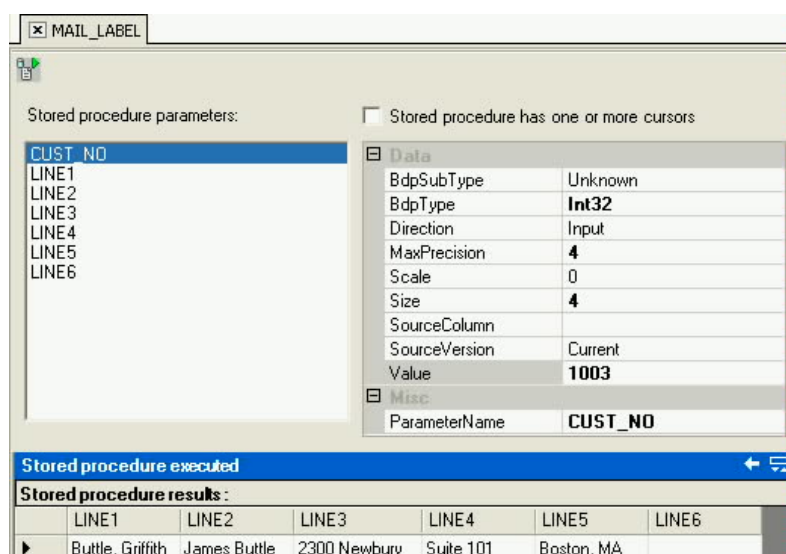 MAIL_LABEL
Stored procedure parameters:
Stored procedure has one or more cursors
CUST_NO
LINE1
LINE2
LINE3
LINE4
LINE5
LINE6
Data
BdpSubType Unknown
BdpType Int32
Direction Input
MaxPrecision 4
Scale 0
Size 4
SourceColumn
SourceVersion Current
Value 1003
Misc
ParameterName CUST_NO
Stored procedure executed
Stored procedure results:
LINE1 LINE2 LINE3 LINE4 LINE5 LINE6
Buttle, Griffith James Buttle 2300 Newbury Suite 101 Boston, MA